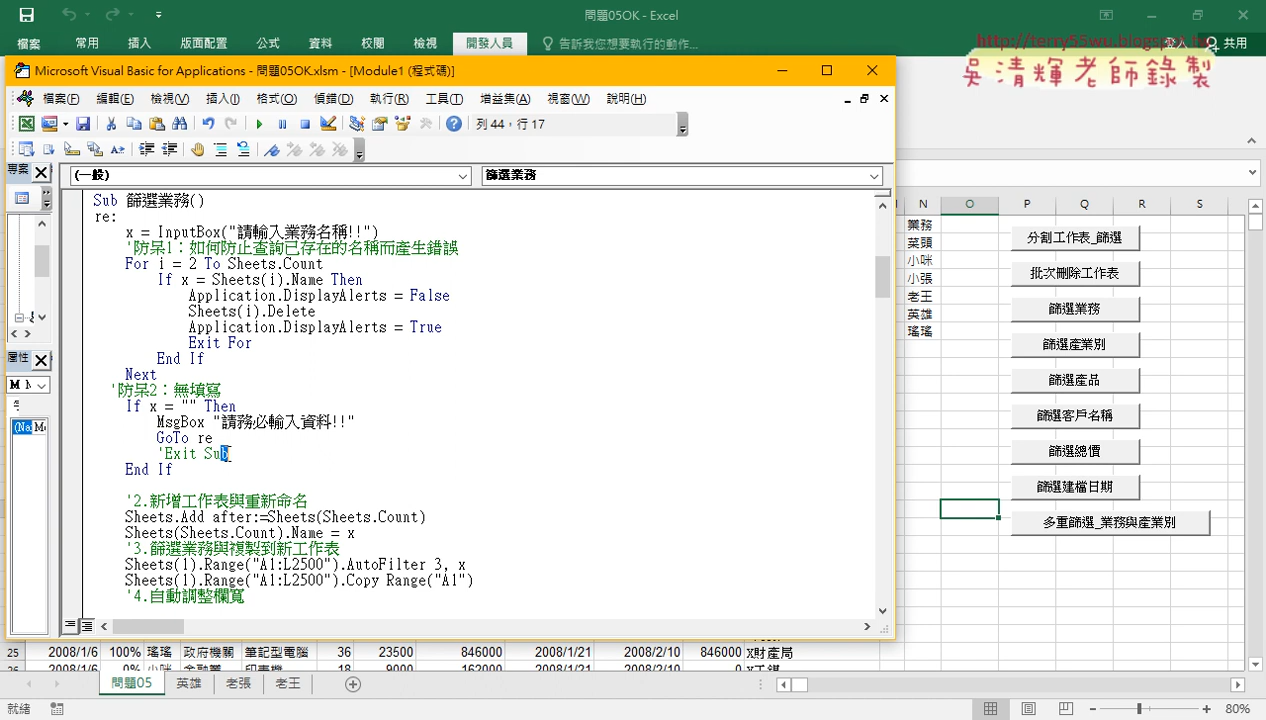 問題05OK - Excel
檔案 常用 插入 版面配置 公式 資料 校閱 檢視 開發人員 告訴我您想要執行的動作... 登入 共用
http://terry55wu.blogspot.tw
吳清輝老師錄製
Microsoft Visual Basic for Applications - 問題05OK.xlsm - [Module1 (程式碼)]
檔案(F) 編輯(E) 檢視(V) 插入(I) 格式(O) 偵錯(D) 執行(R) 工具(T) 增益集(A) 視窗(W) 說明(H)
列 44，行 17
專案
(一般) 篩選業務
屬性
Sub 篩選業務()
re:
x = InputBox("請輸入業務名稱!!")
'防呆1：如何防止查詢已存在的名稱而產生錯誤
For i = 2 To Sheets.Count
If x = Sheets(i).Name Then
Application.DisplayAlerts = False
Sheets(i).Delete
Application.DisplayAlerts = True
Exit For
End If
Next
'防呆2：無填寫
If x = "" Then
MsgBox "請務必輸入資料!!"
GoTo re
'Exit Sub
End If
'2.新增工作表與重新命名
Sheets.Add after:=Sheets(Sheets.Count)
Sheets(Sheets.Count).Name = x
'3.篩選業務與複製到新工作表
Sheets(1).Range("A1:L2500").AutoFilter 3, x
Sheets(1).Range("A1:L2500").Copy Range("A1")
'4.自動調整欄寬
N O P Q R S
業務
菜頭
小咪
小張
老王
英雄
瑤瑤
分割工作表_篩選
批次刪除工作表
篩選業務
篩選產業別
篩選產品
篩選客戶名稱
篩選總價
篩選建檔日期
多重篩選_業務與產業別
25 2008/1/6 100% 瑤瑤 政府機關 筆記型電腦 36 23500 846000 2008/1/21 2008/2/10 846000 X財產局
問題05 英雄 老張 老王
就緒 80%